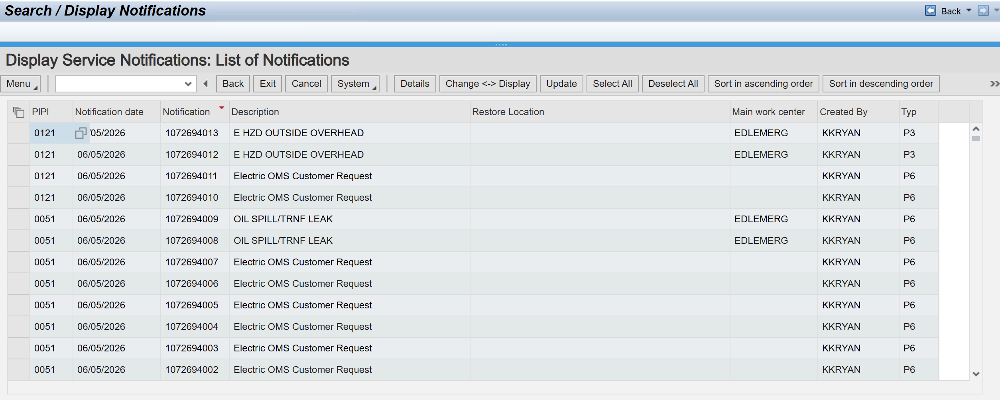 Search / Display Notifications Back
Display Service Notifications: List of Notifications
Menu Back Exit Cancel System Details Change <-> Display Update Select All Deselect All Sort in ascending order Sort in descending order
PlPl Notification date Notification Description Restore Location Main work center Created By Typ
0121 /05/2026 1072694013 E HZD OUTSIDE OVERHEAD EDLEMERG KKRYAN P3
0121 06/05/2026 1072694012 E HZD OUTSIDE OVERHEAD EDLEMERG KKRYAN P3
0121 06/05/2026 1072694011 Electric OMS Customer Request KKRYAN P6
0121 06/05/2026 1072694010 Electric OMS Customer Request KKRYAN P6
0051 06/05/2026 1072694009 OIL SPILL/TRNF LEAK EDLEMERG KKRYAN P6
0051 06/05/2026 1072694008 OIL SPILL/TRNF LEAK EDLEMERG KKRYAN P6
0051 06/05/2026 1072694007 Electric OMS Customer Request KKRYAN P6
0051 06/05/2026 1072694006 Electric OMS Customer Request KKRYAN P6
0051 06/05/2026 1072694005 Electric OMS Customer Request KKRYAN P6
0051 06/05/2026 1072694004 Electric OMS Customer Request KKRYAN P6
0051 06/05/2026 1072694003 Electric OMS Customer Request KKRYAN P6
0051 06/05/2026 1072694002 Electric OMS Customer Request KKRYAN P6